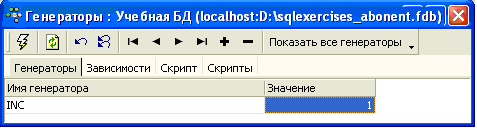 Генераторы : Учебная БД (localhost:D:\sqlexercises_abonent.fdb)
Показать все генераторы
Генераторы Зависимости Скрипт Скрипты
Имя генератора Значение
INC 1